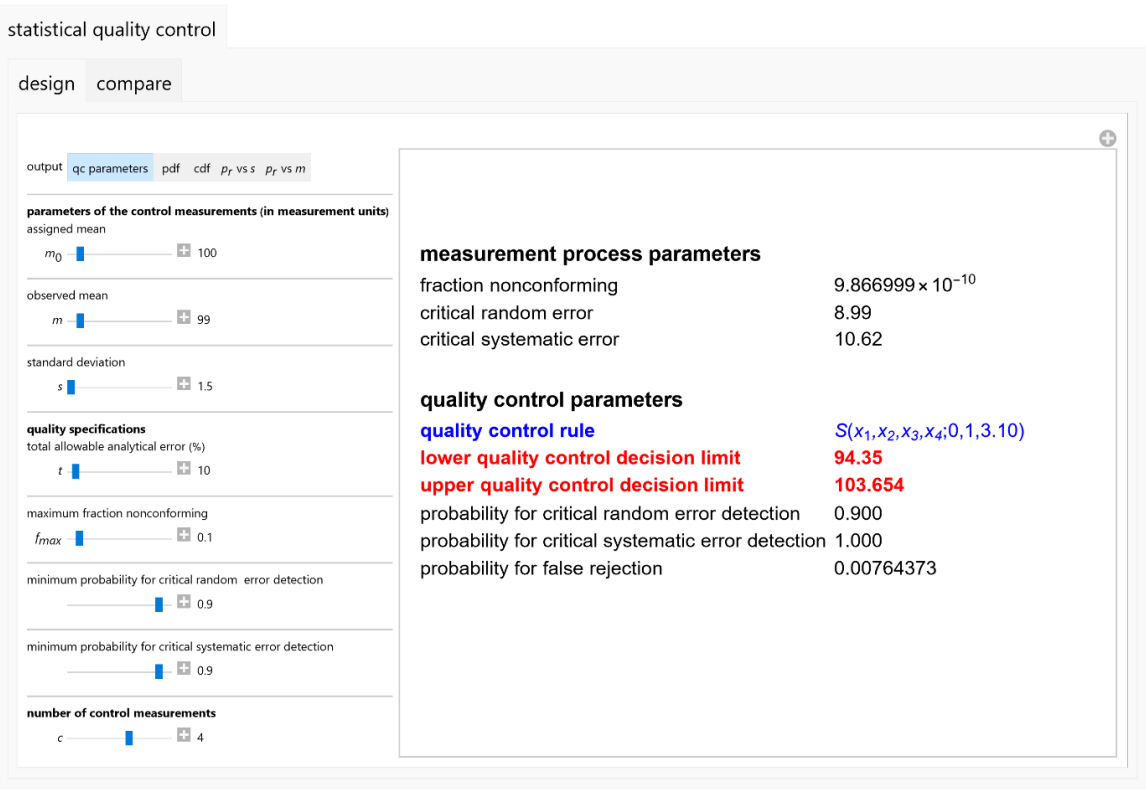 statistical quality control
design compare
output qc parameters pdf cdf pᵣ vs s pᵣ vs m
parameters of the control measurements (in measurement units)
assigned mean
m₀ 100
observed mean
m 99
standard deviation
s 1.5
quality specifications
total allowable analytical error (%)
t 10
maximum fraction nonconforming
fmax 0.1
minimum probability for critical random error detection
0.9
minimum probability for critical systematic error detection
0.9
number of control measurements
c 4
measurement process parameters
fraction nonconforming 9.866999 × 10⁻¹⁰
critical random error 8.99
critical systematic error 10.62
quality control parameters
quality control rule S(x₁,x₂,x₃,x₄;0,1,3.10)
lower quality control decision limit 94.35
upper quality control decision limit 103.654
probability for critical random error detection 0.900
probability for critical systematic error detection 1.000
probability for false rejection 0.00764373